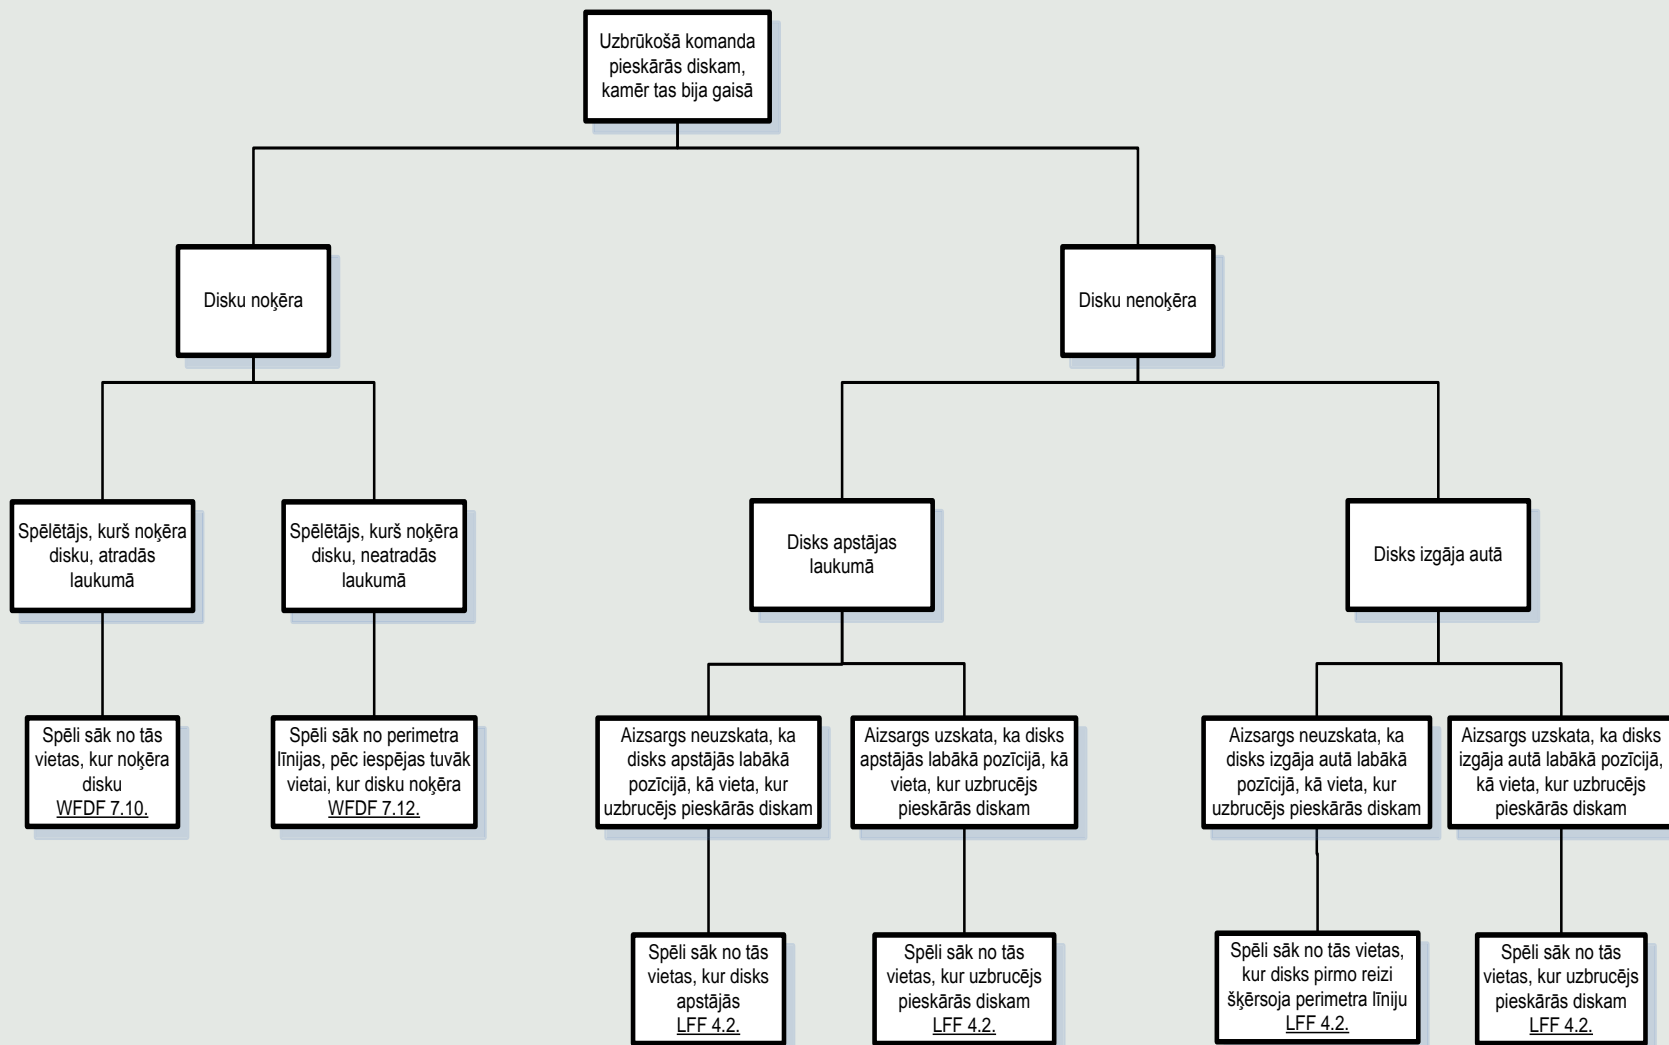 Uzbrūkošā komanda
pieskārās diskam,
kamēr tas bija gaisā
Disku noķēra
Disku nenoķēra
Spēlētājs, kurš noķēra
disku, atradās
laukumā
Spēlētājs, kurš noķēra
disku, neatradās
laukumā
Disks apstājas
laukumā
Disks izgāja autā
Spēli sāk no tās
vietas, kur noķēra
disku
WFDF 7.10.
Spēli sāk no perimetra
līnijas, pēc iespējas tuvāk
vietai, kur disku noķēra
WFDF 7.12.
Aizsargs neuzskata, ka
disks apstājās labākā
pozīcijā, kā vieta, kur
uzbrucējs pieskārās diskam
Aizsargs uzskata, ka disks
apstājās labākā pozīcijā, kā
vieta, kur uzbrucējs
pieskārās diskam
Aizsargs neuzskata, ka
disks izgāja autā labākā
pozīcijā, kā vieta, kur
uzbrucējs pieskārās diskam
Aizsargs uzskata, ka disks
izgāja autā labākā pozīcijā,
kā vieta, kur uzbrucējs
pieskārās diskam
Spēli sāk no tās
vietas, kur disks
apstājās
LFF 4.2.
Spēli sāk no tās
vietas, kur uzbrucējs
pieskārās diskam
LFF 4.2.
Spēli sāk no tās vietas,
kur disks pirmo reizi
šķērsoja perimetra līniju
LFF 4.2.
Spēli sāk no tās
vietas, kur uzbrucējs
pieskārās diskam
LFF 4.2.